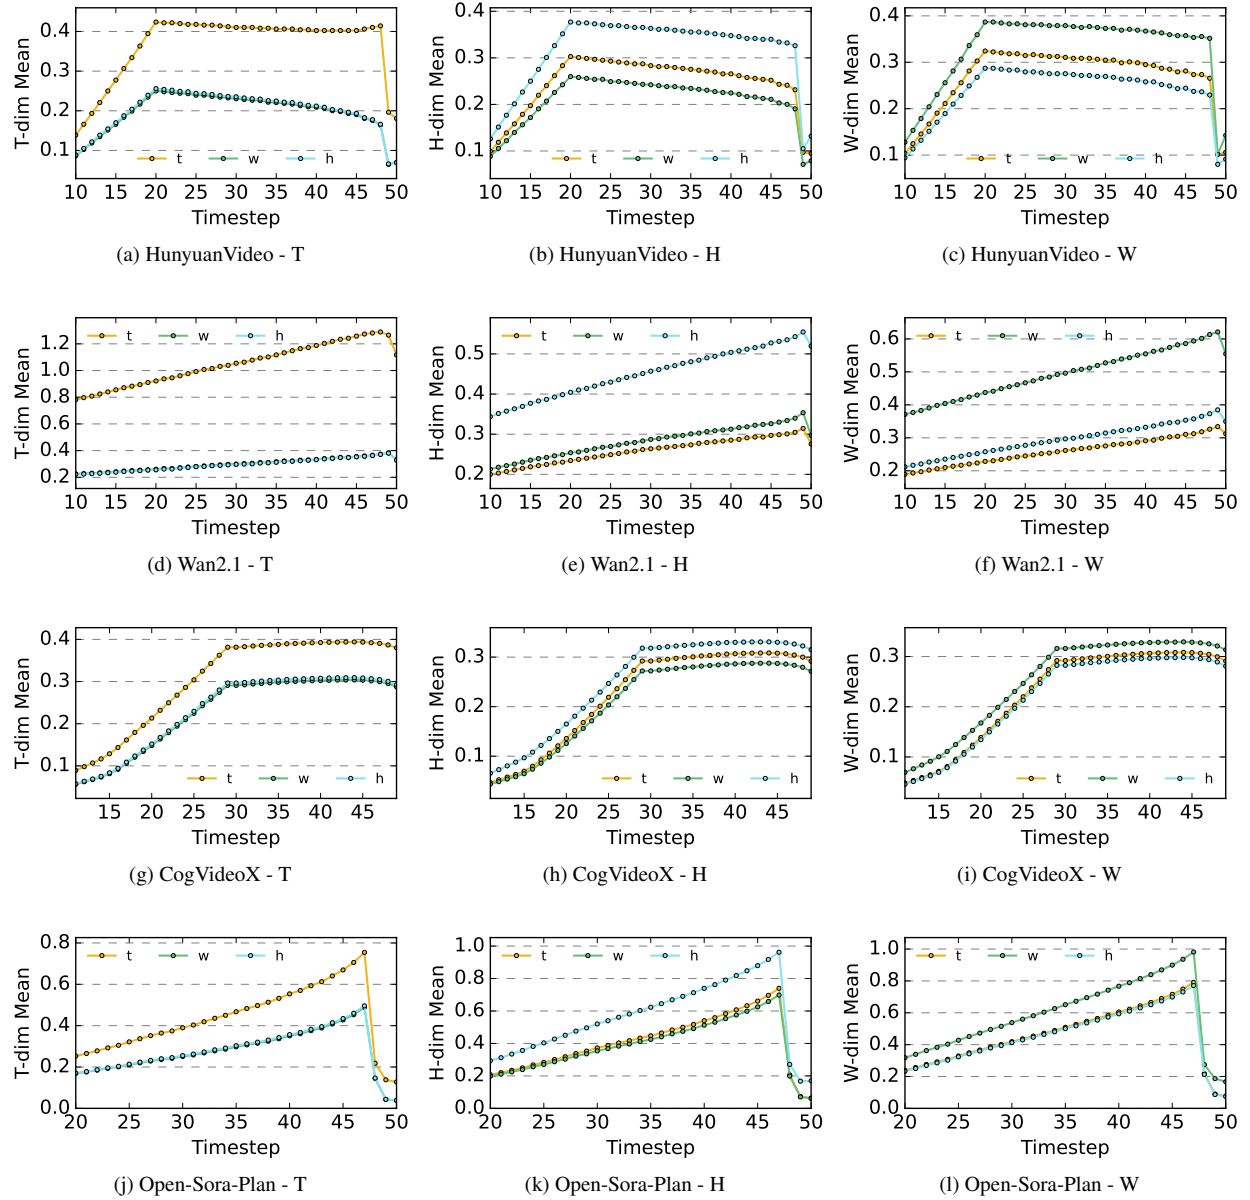 T-dim Mean
0.4
0.3
0.2
0.1
t w h
10 15 20 25 30 35 40 45 50
Timestep
(a) HunyuanVideo - T
H-dim Mean
0.4
0.3
0.2
0.1
t w h
10 15 20 25 30 35 40 45 50
Timestep
(b) HunyuanVideo - H
W-dim Mean
0.4
0.3
0.2
0.1
t w h
10 15 20 25 30 35 40 45 50
Timestep
(c) HunyuanVideo - W
T-dim Mean
t w h
1.2
1.0
0.8
0.6
0.4
0.2
10 15 20 25 30 35 40 45 50
Timestep
(d) Wan2.1 - T
H-dim Mean
t w h
0.5
0.4
0.3
0.2
10 15 20 25 30 35 40 45 50
Timestep
(e) Wan2.1 - H
W-dim Mean
t w h
0.6
0.5
0.4
0.3
0.2
10 15 20 25 30 35 40 45 50
Timestep
(f) Wan2.1 - W
T-dim Mean
0.4
0.3
0.2
0.1
t w h
15 20 25 30 35 40 45
Timestep
(g) CogVideoX - T
H-dim Mean
0.3
0.2
0.1
t w h
15 20 25 30 35 40 45
Timestep
(h) CogVideoX - H
W-dim Mean
0.3
0.2
0.1
t w h
15 20 25 30 35 40 45
Timestep
(i) CogVideoX - W
T-dim Mean
0.8
t w h
0.6
0.4
0.2
0.0
20 25 30 35 40 45 50
Timestep
(j) Open-Sora-Plan - T
H-dim Mean
1.0
t w h
0.8
0.6
0.4
0.2
0.0
20 25 30 35 40 45 50
Timestep
(k) Open-Sora-Plan - H
W-dim Mean
1.0
t w h
0.8
0.6
0.4
0.2
0.0
20 25 30 35 40 45 50
Timestep
(l) Open-Sora-Plan - W